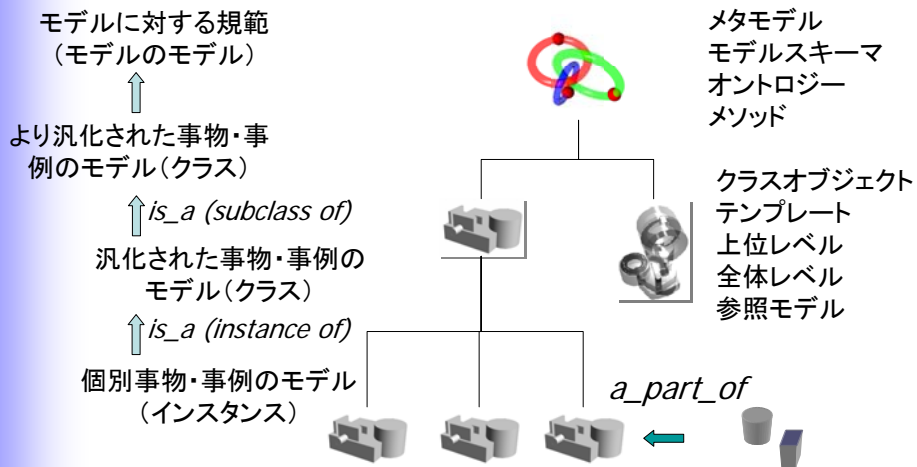 モデルに対する規範
(モデルのモデル)
より汎化された事物・事
例のモデル(クラス)
is_a (subclass of)
汎化された事物・事例の
モデル(クラス)
is_a (instance of)
個別事物・事例のモデル
(インスタンス)
メタモデル
モデルスキーマ
オントロジー
メソッド
クラスオブジェクト
テンプレート
上位レベル
全体レベル
参照モデル
a_part_of